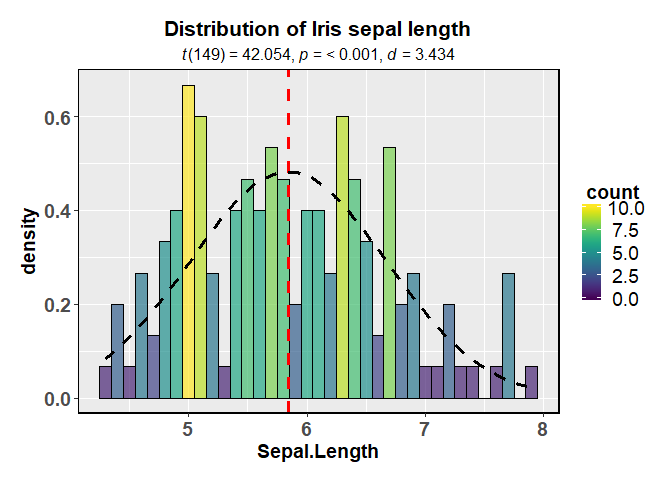 Distribution of Iris sepal length
t(149) = 42.054, p = < 0.001, d = 3.434
density
0.6
0.4
0.2
0.0
5 6 7 8
Sepal.Length
count
10.0
7.5
5.0
2.5
0.0